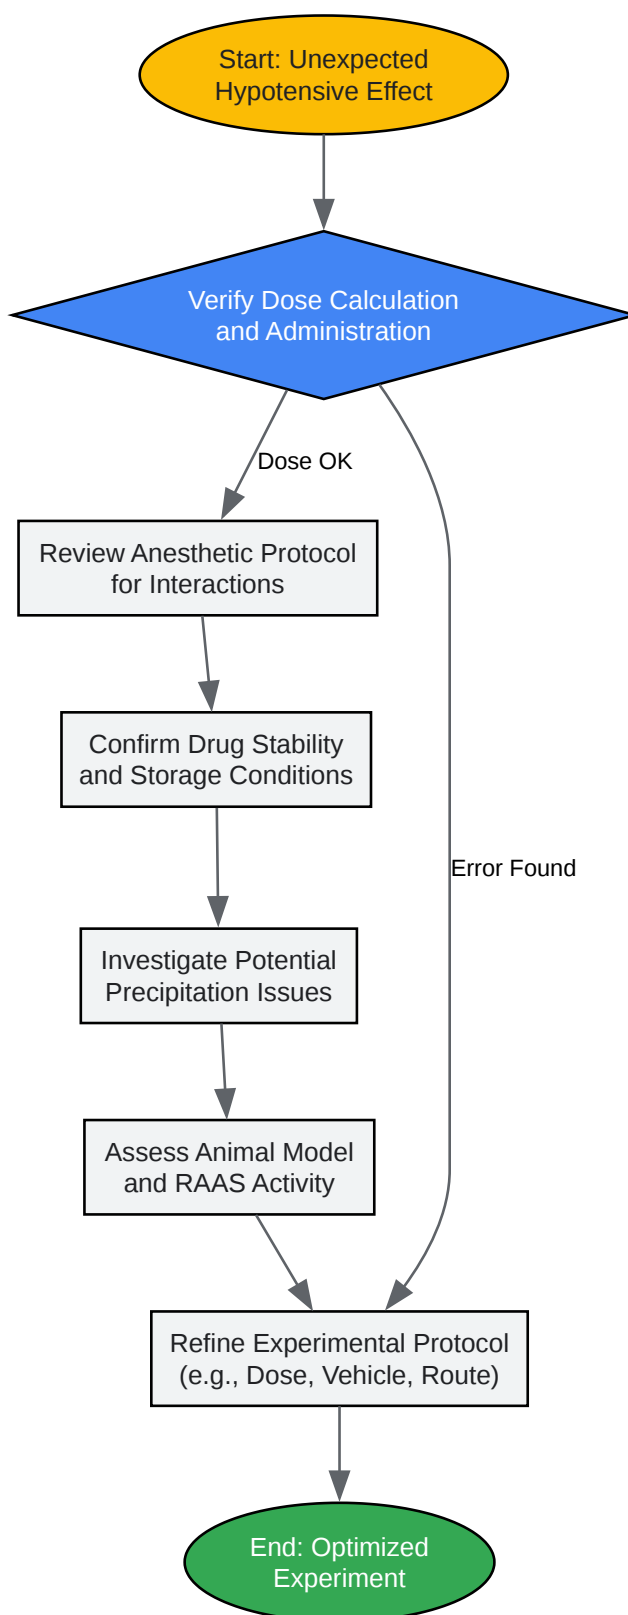 Start: Unexpected
Hypotensive Effect
Verify Dose Calculation
and Administration
Dose OK
Review Anesthetic Protocol
for Interactions
Confirm Drug Stability
and Storage Conditions
Error Found
Investigate Potential
Precipitation Issues
Assess Animal Model
and RAAS Activity
Refine Experimental Protocol
(e.g., Dose, Vehicle, Route)
End: Optimized
Experiment